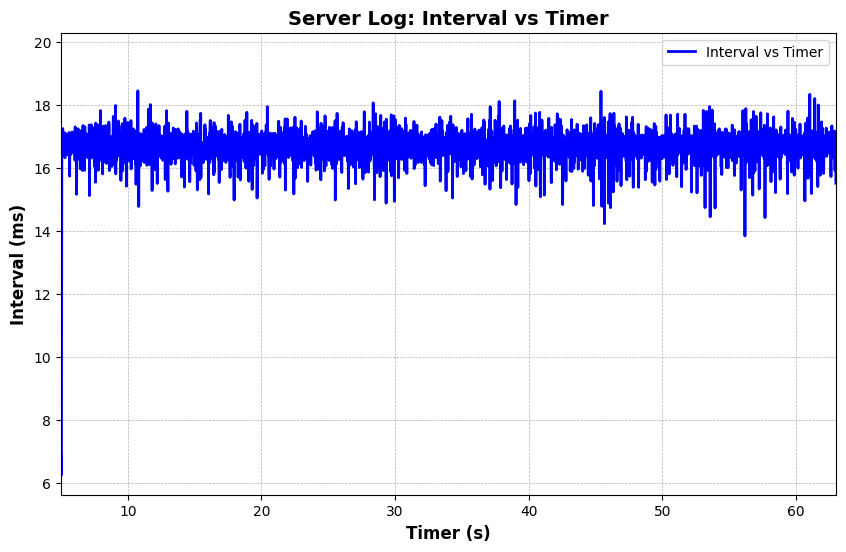 Server Log: Interval vs Timer
Interval vs Timer
Interval (ms)
20
18
16
14
12
10
8
6
10 20 30 40 50 60
Timer (s)